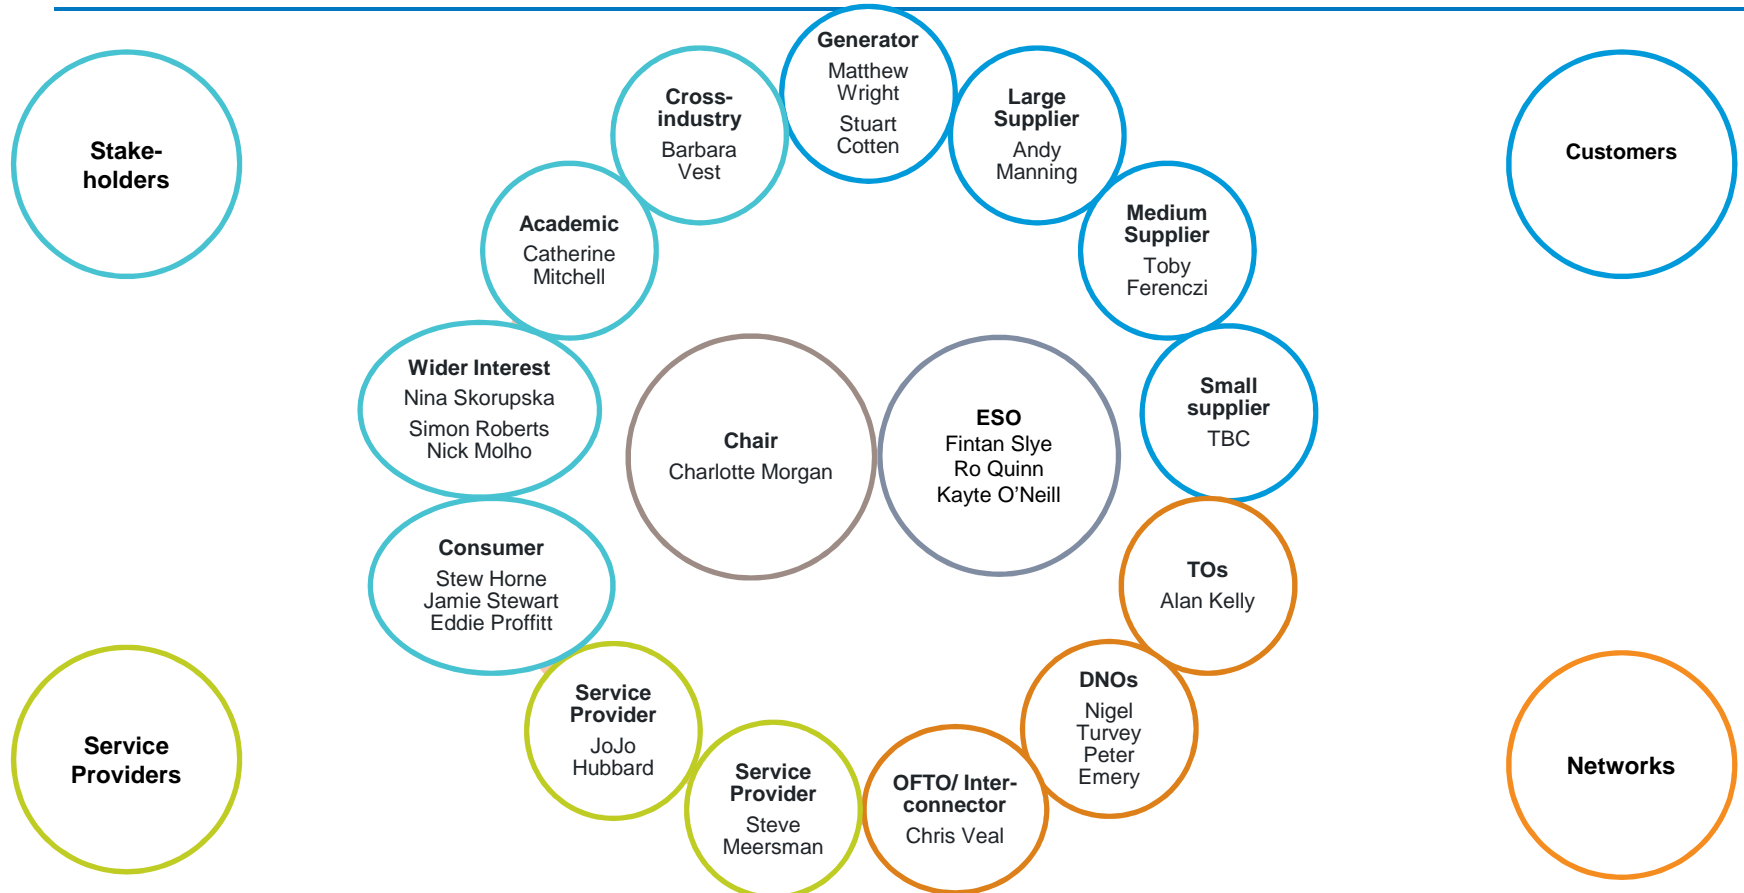 Stake-
holders
Customers
Service
Providers
Networks
Generator
Matthew
Wright
Stuart
Cotten
Large
Supplier
Andy
Manning
Medium
Supplier
Toby
Ferenczi
Small
supplier
TBC
TOs
Alan Kelly
DNOs
Nigel
Turvey
Peter
Emery
OFTO/ Inter-
connector
Chris Veal
Service
Provider
Steve
Meersman
Service
Provider
JoJo
Hubbard
Consumer
Stew Horne
Jamie Stewart
Eddie Proffitt
Wider Interest
Nina Skorupska
Simon Roberts
Nick Molho
Academic
Catherine
Mitchell
Cross-
industry
Barbara
Vest
Chair
Charlotte Morgan
ESO
Fintan Slye
Ro Quinn
Kayte O’Neill